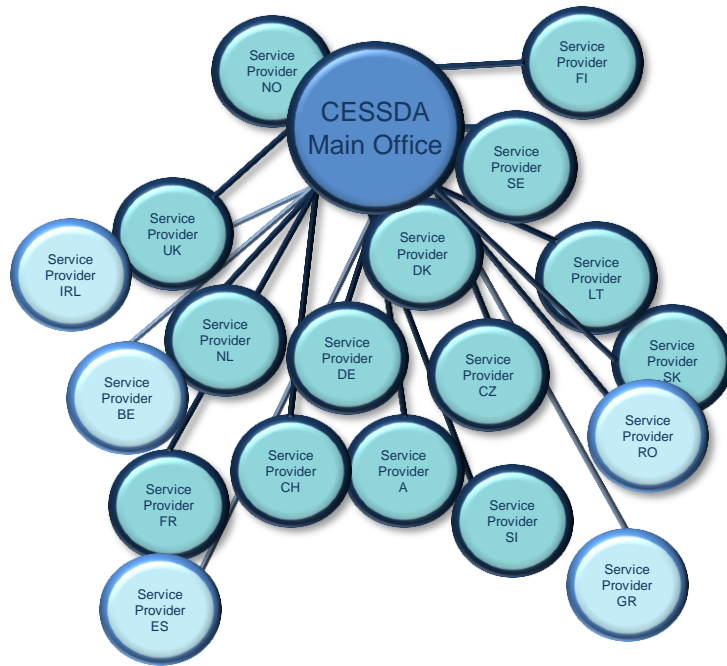 Service
Provider
NO
CESSDA
Main Office
Service
Provider
FI
Service
Provider
SE
Service
Provider
UK
Service
Provider
IRL
Service
Provider
DK
Service
Provider
LT
Service
Provider
NL
Service
Provider
DE
Service
Provider
CZ
Service
Provider
SK
Service
Provider
BE
Service
Provider
RO
Service
Provider
CH
Service
Provider
A
Service
Provider
FR
Service
Provider
SI
Service
Provider
ES
Service
Provider
GR